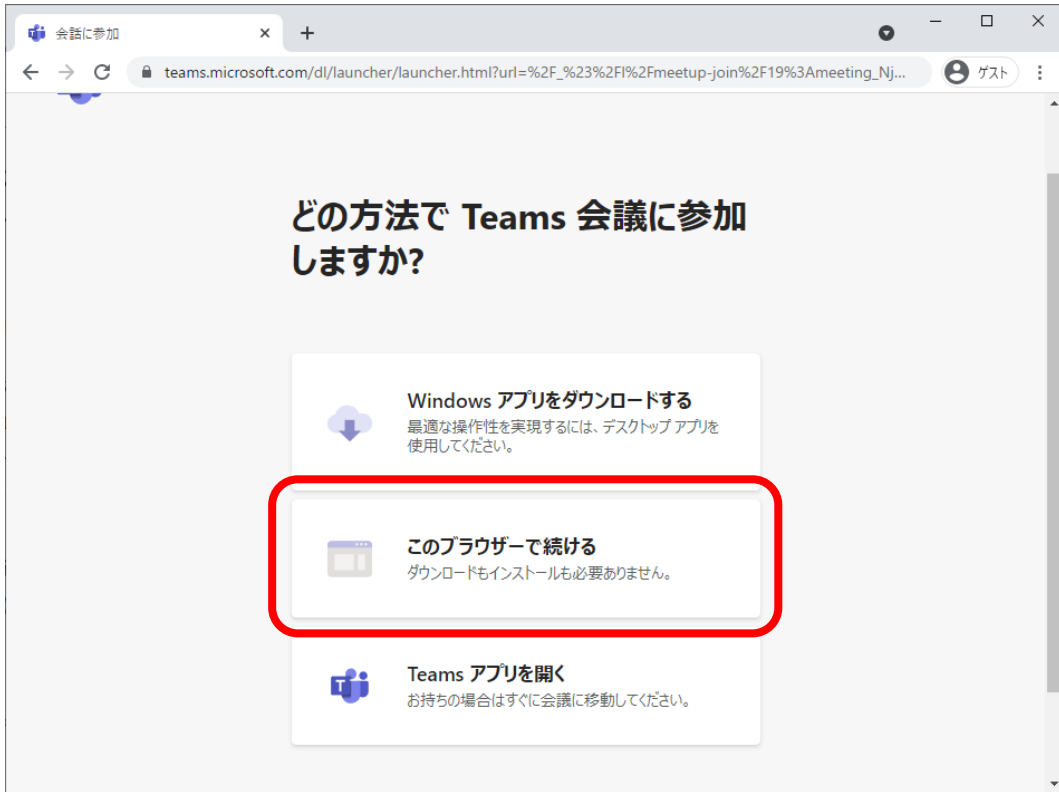 会話に参加
teams.microsoft.com/dl/launcher/launcher.html?url=%2F_%23%2Fl%2Fmeetup-join%2F19%3Ameeting_Nj...
ゲスト
どの方法で Teams 会議に参加
しますか?
Windows アプリをダウンロードする
最適な操作性を実現するには、デスクトップ アプリを
使用してください。
このブラウザーで続ける
ダウンロードもインストールも必要ありません。
Teams アプリを開く
お持ちの場合はすぐに会議に移動してください。